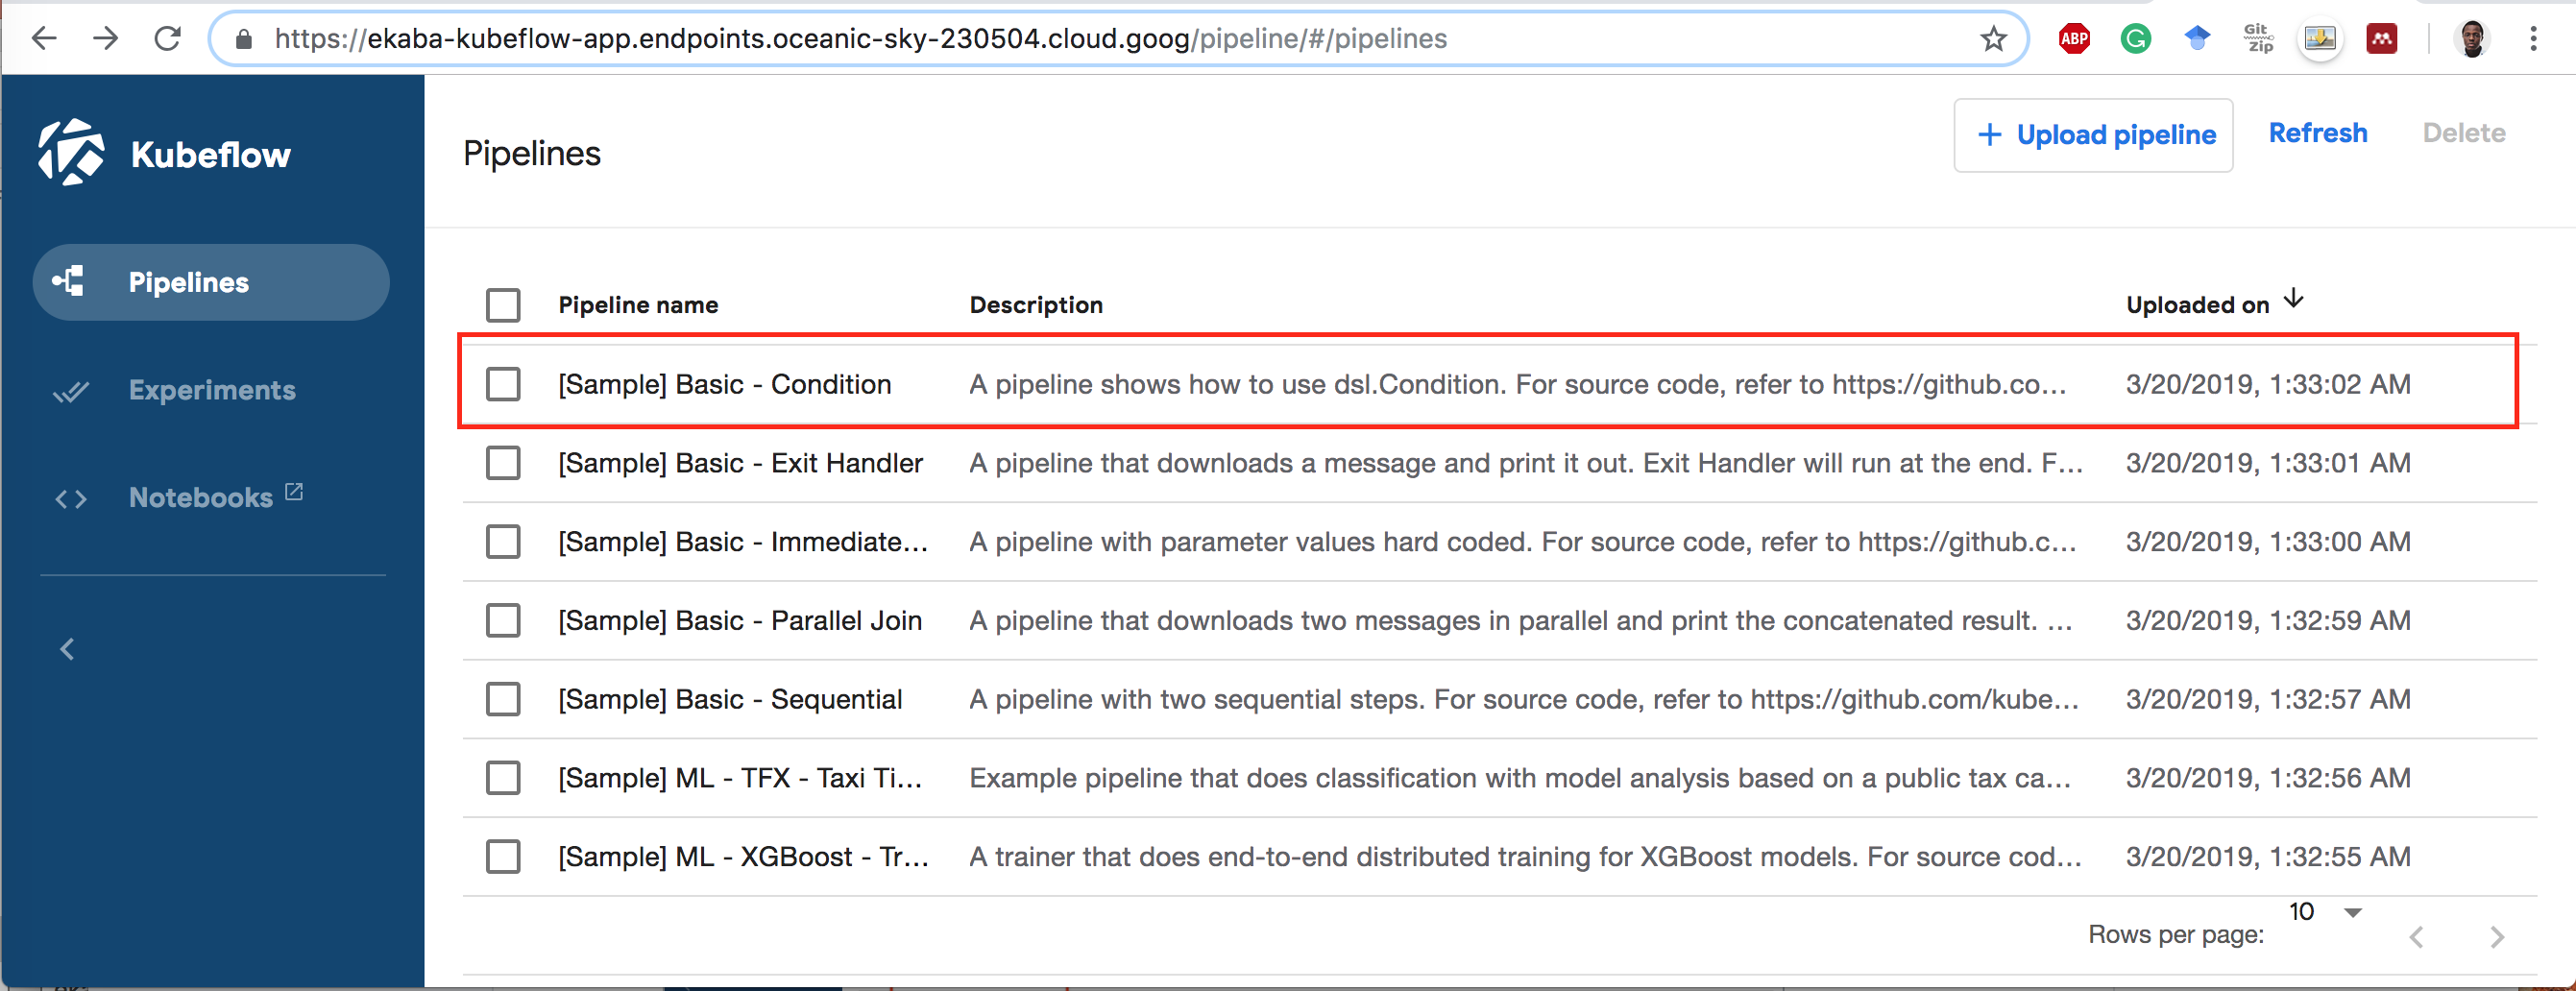 https://ekaba-kubeflow-app.endpoints.oceanic-sky-230504.cloud.goog/pipeline/#/pipelines
ABP
G
Git
Zip
Kubeflow
Pipelines
+ Upload pipeline
Refresh
Delete
Pipelines
Experiments
Notebooks
Pipeline name Description Uploaded on
[Sample] Basic - Condition A pipeline shows how to use dsl.Condition. For source code, refer to https://github.co... 3/20/2019, 1:33:02 AM
[Sample] Basic - Exit Handler A pipeline that downloads a message and print it out. Exit Handler will run at the end. F... 3/20/2019, 1:33:01 AM
[Sample] Basic - Immediate... A pipeline with parameter values hard coded. For source code, refer to https://github.c... 3/20/2019, 1:33:00 AM
[Sample] Basic - Parallel Join A pipeline that downloads two messages in parallel and print the concatenated result. ... 3/20/2019, 1:32:59 AM
[Sample] Basic - Sequential A pipeline with two sequential steps. For source code, refer to https://github.com/kube... 3/20/2019, 1:32:57 AM
[Sample] ML - TFX - Taxi Ti... Example pipeline that does classification with model analysis based on a public tax ca... 3/20/2019, 1:32:56 AM
[Sample] ML - XGBoost - Tr... A trainer that does end-to-end distributed training for XGBoost models. For source cod... 3/20/2019, 1:32:55 AM
Rows per page: 10